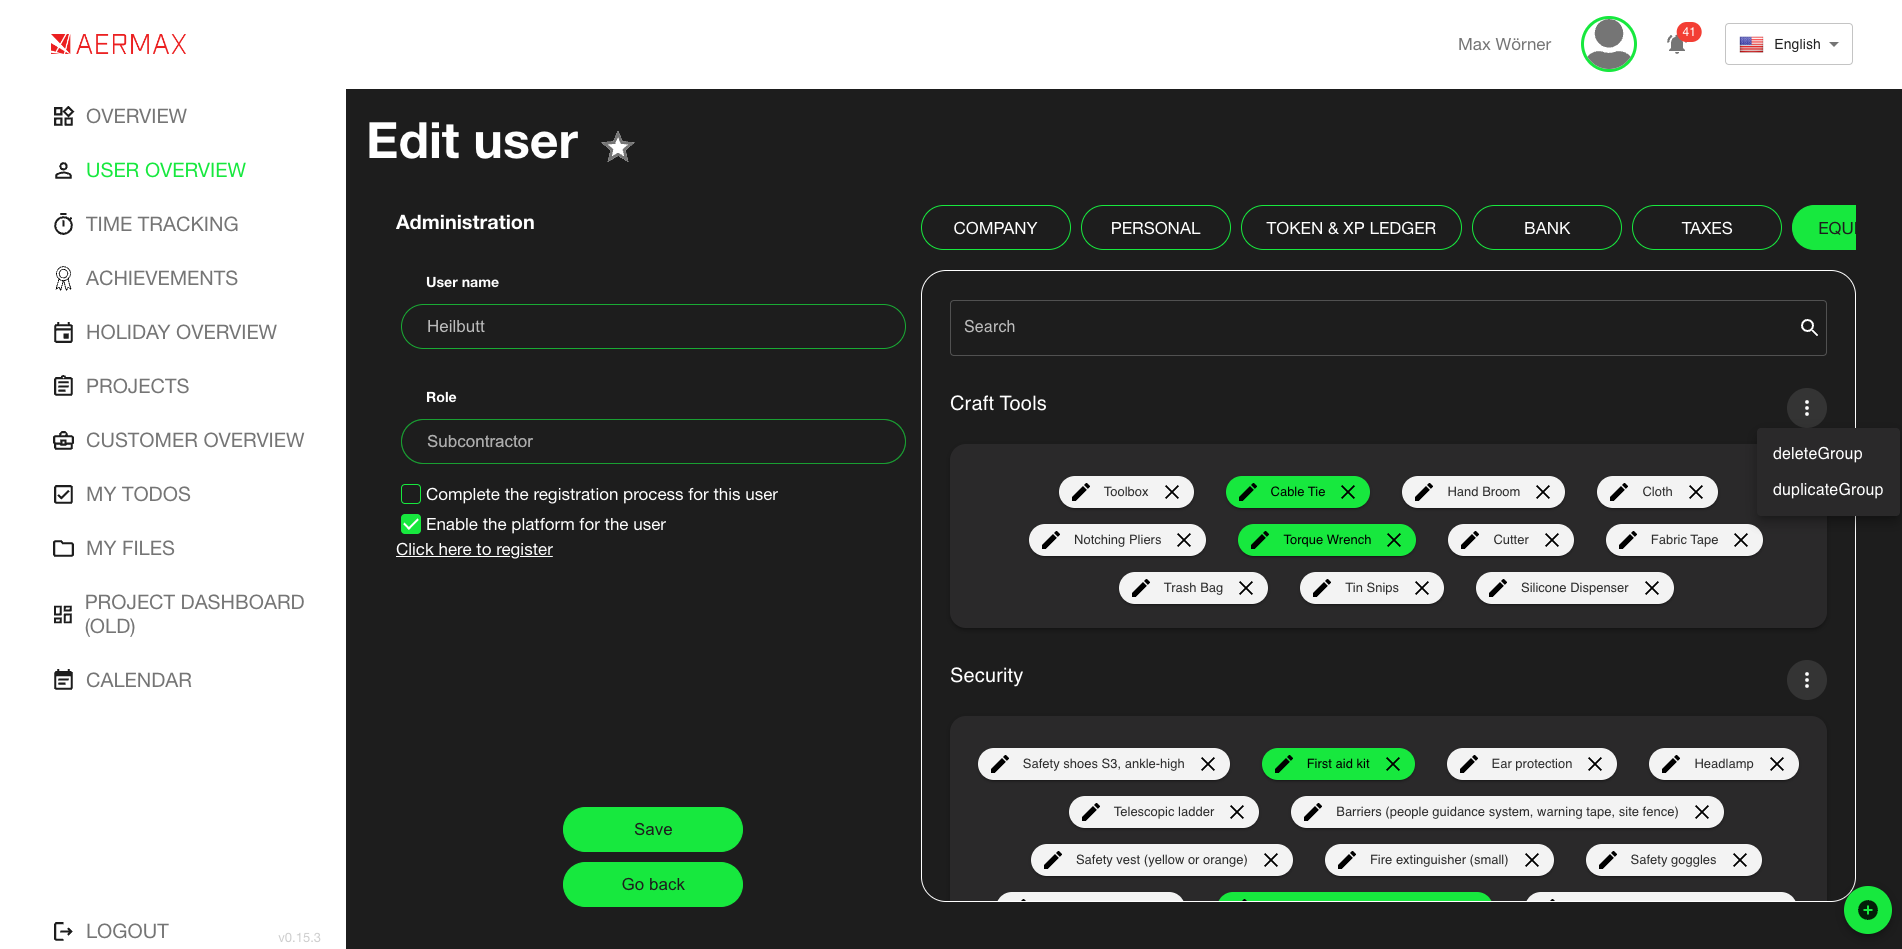 AERMAX
Max Wörner
41
English
OVERVIEW
USER OVERVIEW
TIME TRACKING
ACHIEVEMENTS
HOLIDAY OVERVIEW
PROJECTS
CUSTOMER OVERVIEW
MY TODOS
MY FILES
PROJECT DASHBOARD
(OLD)
CALENDAR
LOGOUT
v0.15.3
Edit user
Administration
User name
Heilbutt
Role
Subcontractor
Complete the registration process for this user
Enable the platform for the user
Click here to register
Save
Go back
COMPANY PERSONAL TOKEN & XP LEDGER BANK TAXES EQUI
Search
Craft Tools
deleteGroup
duplicateGroup
Toolbox Cable Tie Hand Broom Cloth
Notching Pliers Torque Wrench Cutter Fabric Tape
Trash Bag Tin Snips Silicone Dispenser
Security
Safety shoes S3, ankle-high First aid kit Ear protection Headlamp
Telescopic ladder Barriers (people guidance system, warning tape, site fence)
Safety vest (yellow or orange) Fire extinguisher (small) Safety goggles